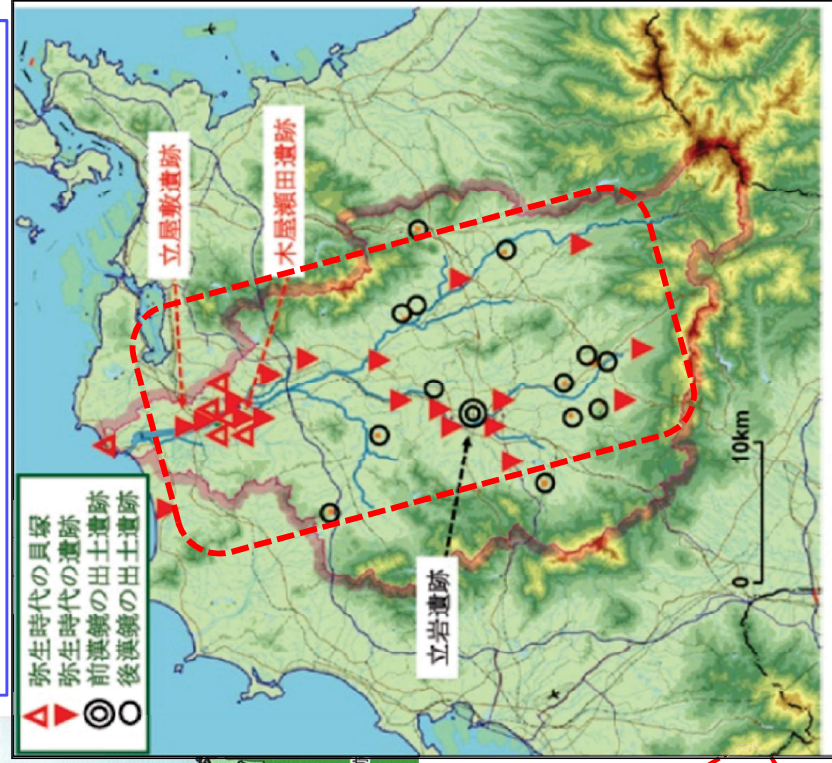 弥生時代の貝塚
弥生時代の遺跡
前漢鏡の出土遺跡
後漢鏡の出土遺跡
立屋敷遺跡
木屋瀬田遺跡
立岩遺跡
0
10km